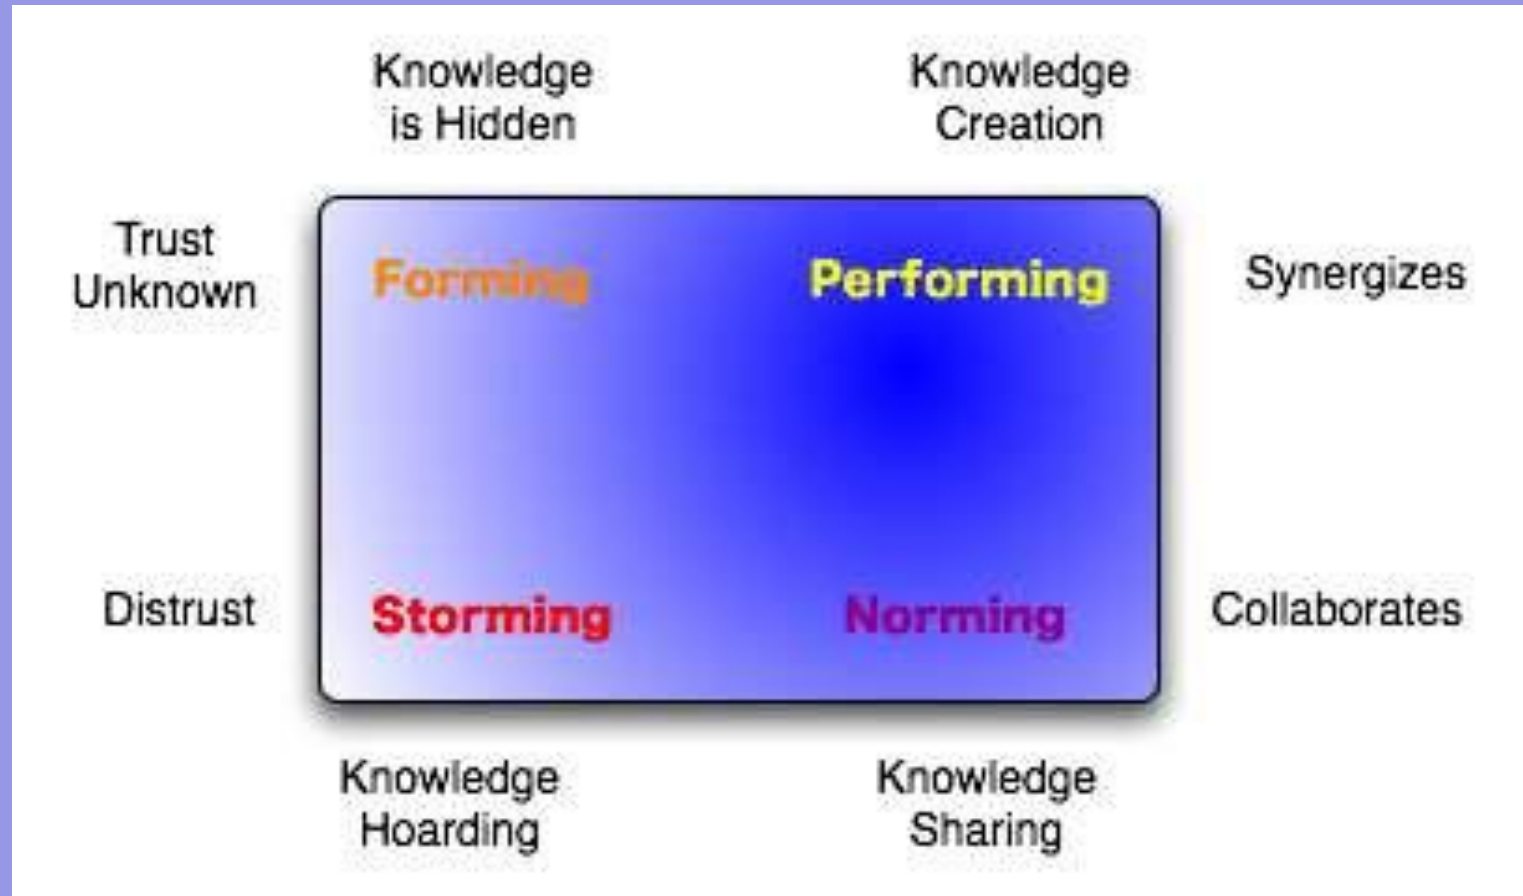 Knowledge
is Hidden
Knowledge
Creation
Trust
Unknown
Forming
Performing
Synergizes
Distrust
Storming
Norming
Collaborates
Knowledge
Hoarding
Knowledge
Sharing